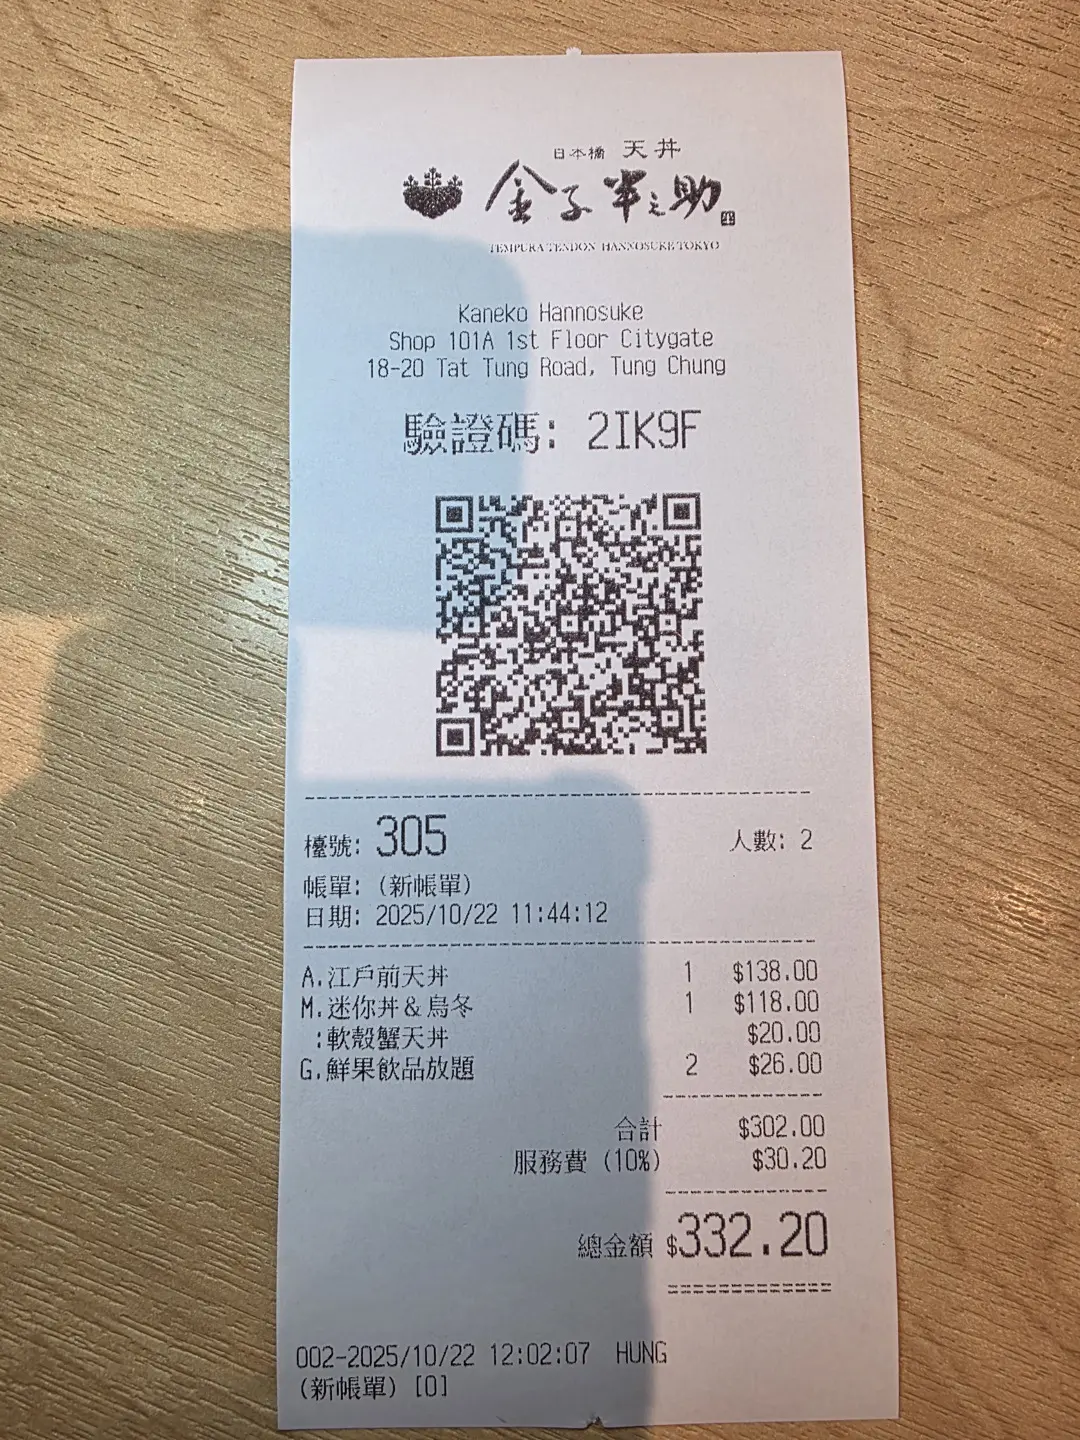 日本橋 天丼
金子半之助
TEMPURA TENDON HANNOSUKE TOKYO
Kaneko Hannosuke
Shop 101A 1st Floor Citygate
18-20 Tat Tung Road, Tung Chung
驗證碼: 2IK9F
檯號: 305 人數: 2
帳單: (新帳單)
日期: 2025/10/22 11:44:12
A.江戶前天丼 1 $138.00
M.迷你丼&烏冬 1 $118.00
:軟殼蟹天丼 $20.00
G.鮮果飲品放題 2 $26.00
合計 $302.00
服務費 (10%) $30.20
總金額 $332.20
002-2025/10/22 12:02:07 HUNG
(新帳單) [0]